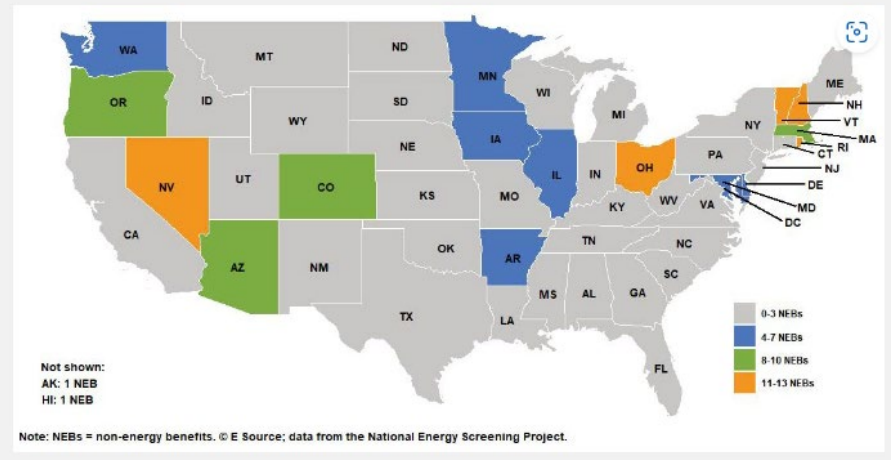 WA
MT
ND
MN
OR
ID
SD
WI
MI
ME
NH
VT
MA
RI
CT
NY
WY
NE
IA
PA
NJ
NV
UT
CO
IL
IN
OH
DE
MD
DC
CA
KS
MO
KY
WV
VA
AZ
NM
OK
AR
TN
NC
SC
TX
LA
MS
AL
GA
FL
0-3 NEBs
4-7 NEBs
8-10 NEBs
11-13 NEBs
Not shown:
AK: 1 NEB
HI: 1 NEB
Note: NEBs = non-energy benefits. © E Source; data from the National Energy Screening Project.